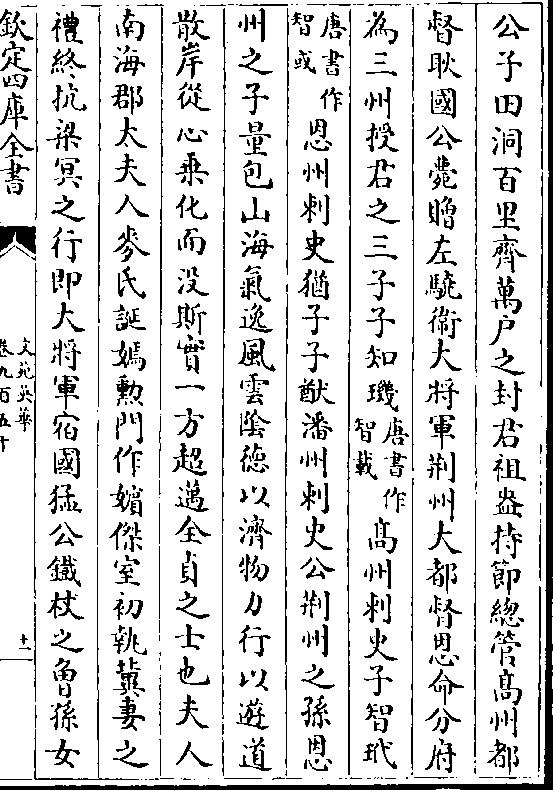 公子田洞百里齊萬户之封君祖盎持節總管髙州都
督耿國公薨贈左驍衛大將軍荆州大都督恩命分府
為三州授君之三子子知璣唐書作智載髙州刺史子智玳
唐書作智或恩州刺史猶子子猷潘州刺史公荆州之孫恩
州之子量包山海氣逸風雲陰德以濟物力行以遊道
散岸從心乗化而没斯實一方超邁全貞之士也夫人
南海郡太夫人麥氏誕媯勲門作嬪傑室初執冀妻之
禮終抗梁冥之行即大將軍宿國猛公鐵杖之曾孫女
欽定四庫全書
文苑英華
卷九百五十
十一